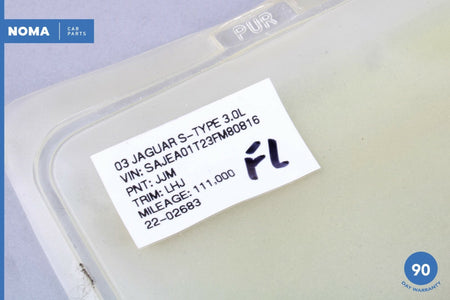 NOMA CAR
PARTS
PUR
03 JAGUAR S-TYPE 3.0L
VIN: SAJEA01T23FM80816
PNT: JJM
TRIM: LHJ
MILEAGE: 111,000
22-02683
FL
90
DAY WARRANTY